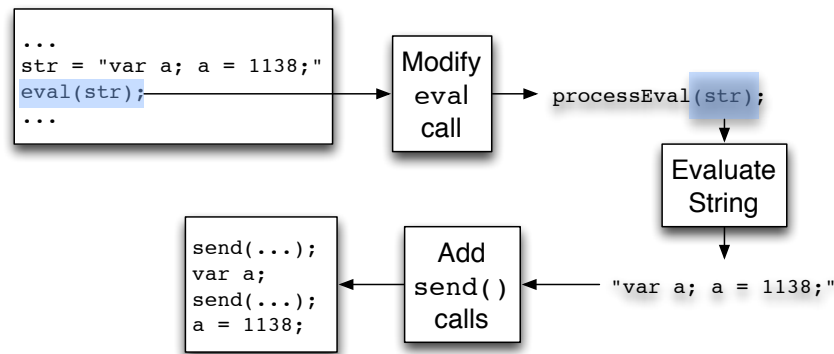 ...
str = "var a; a = 1138;"
eval(str);
...
Modify
eval
call
processEval(str);
Evaluate
String
"var a; a = 1138;"
Add
send()
calls
send(...);
var a;
send(...);
a = 1138;